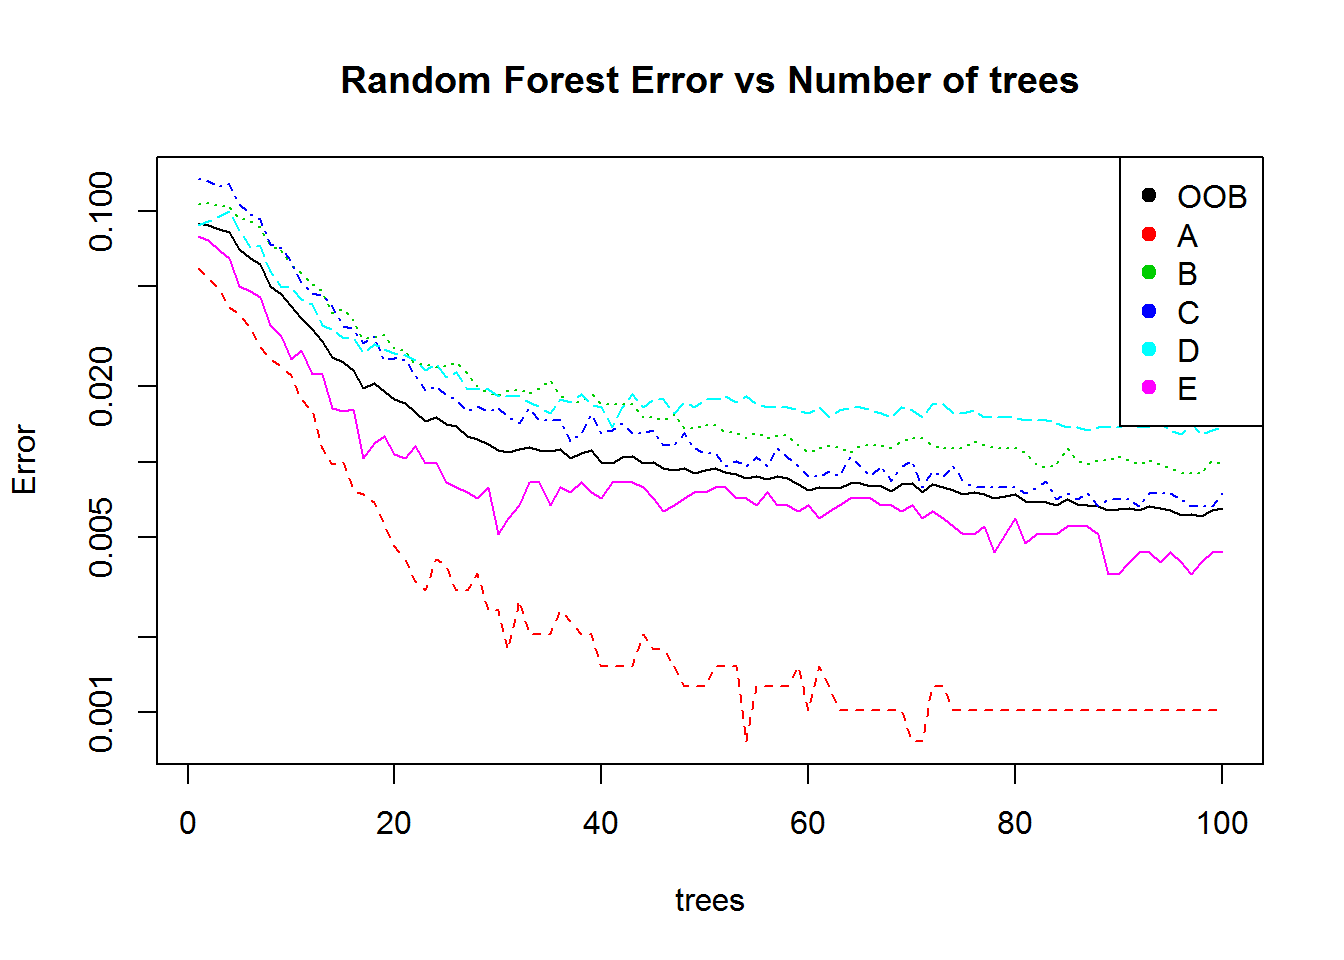 Random Forest Error vs Number of trees
Error
0.100
0.020
0.005
0.001
OOB
A
B
C
D
E
0 20 40 60 80 100
trees